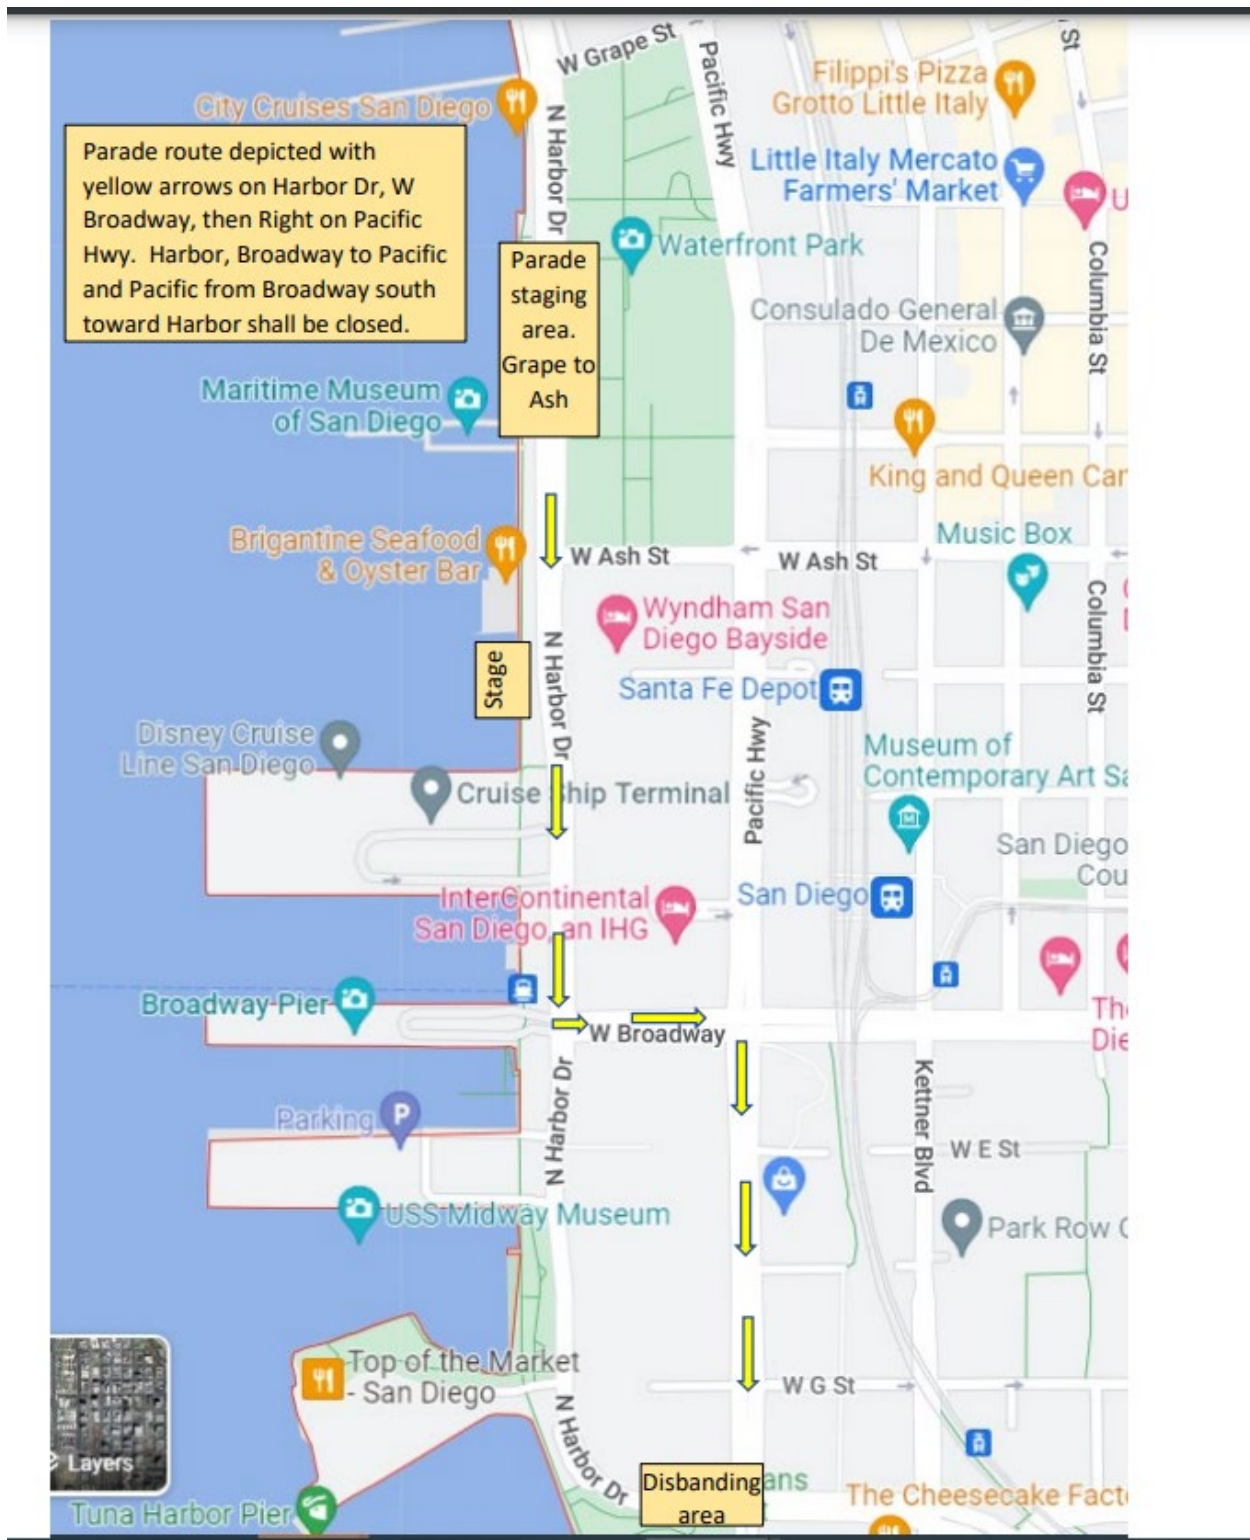 W Grape St
Pacific Hwy
St
Filippi's Pizza
Grotto Little Italy
City Cruises San Diego
N Harbor Dr
Parade route depicted with
yellow arrows on Harbor Dr, W
Broadway, then Right on Pacific
Hwy. Harbor, Broadway to Pacific
and Pacific from Broadway south
toward Harbor shall be closed.
Little Italy Mercato
Farmers' Market
U
Waterfront Park
Columbia St
Parade
staging
area.
Grape to
Ash
Consulado General
De Mexico
Maritime Museum
of San Diego
King and Queen Can
Brigantine Seafood
& Oyster Bar
W Ash St
W Ash St
Music Box
Columbia St
Wyndham San
Diego Bayside
N Harbor Dr
Stage
Santa Fe Depot
Disney Cruise
Line San Diego
Pacific Hwy
Museum of
Contemporary Art Sa
M
Cruise Ship Terminal
San Diego
Cou
InterContinental
San Diego, an IHG
San Diego
Broadway Pier
The
Die
W Broadway
N Harbor Dr
Kettner Blvd
Parking
P
W E St
USS Midway Museum
Park Row
Top of the Market
- San Diego
W G St
N Harbor Dr
Layers
Disbanding
area
ans
The Cheesecake Facto
Tuna Harbor Pier